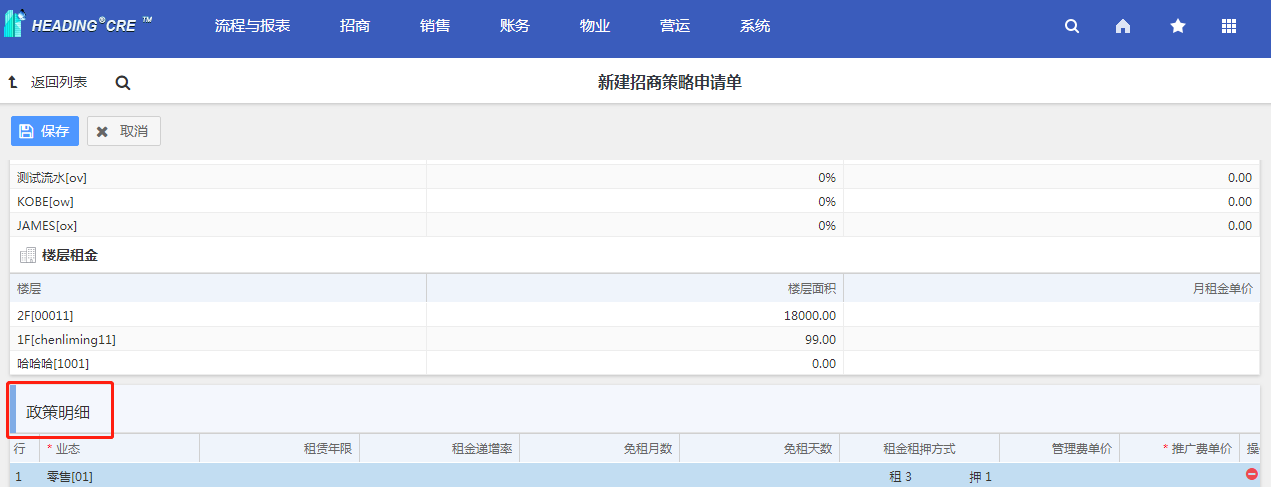 HEADING®CRE ™ 流程与报表 招商 销售 账务 物业 营运 系统
返回列表 新建招商策略申请单
保存 取消
测试流水[ov] 0% 0.00
KOBE[ow] 0% 0.00
JAMES[ox] 0% 0.00
楼层租金
楼层 楼层面积 月租金单价
2F[00011] 18000.00
1F[chenliming11] 99.00
哈哈哈[1001] 0.00
政策明细
行 * 业态 租赁年限 租金递增率 免租月数 免租天数 租金租押方式 管理费单价 * 推广费单价 操
1 零售[01] 租 3 押 1